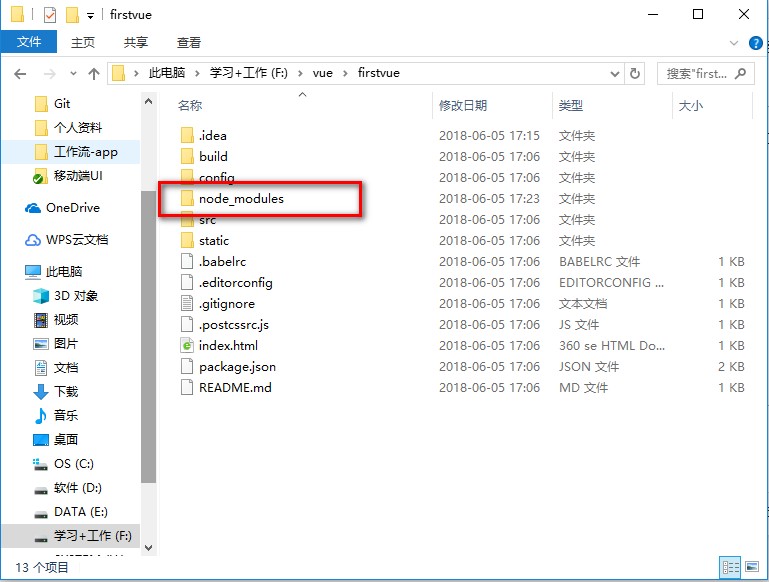 firstvue
文件 主页 共享 查看
此电脑 学习+工作 (F:) vue firstvue 搜索"first...
Git
个人资料
工作流-app
移动端UI
OneDrive
WPS云文档
此电脑
3D 对象
视频
图片
文档
下载
音乐
桌面
OS (C:)
软件 (D:)
DATA (E:)
学习+工作 (F:)
名称 修改日期 类型 大小
.idea 2018-06-05 17:15 文件夹
build 2018-06-05 17:06 文件夹
config 2018-06-05 17:06 文件夹
node_modules 2018-06-05 17:23 文件夹
src 2018-06-05 17:06 文件夹
static 2018-06-05 17:06 文件夹
.babelrc 2018-06-05 17:06 BABELRC 文件 1 KB
.editorconfig 2018-06-05 17:06 EDITORCONFIG ... 1 KB
.gitignore 2018-06-05 17:06 文本文档 1 KB
.postcssrc.js 2018-06-05 17:06 JS 文件 1 KB
index.html 2018-06-05 17:06 360 se HTML Do... 1 KB
package.json 2018-06-05 17:06 JSON 文件 2 KB
README.md 2018-06-05 17:06 MD 文件 1 KB
13 个项目